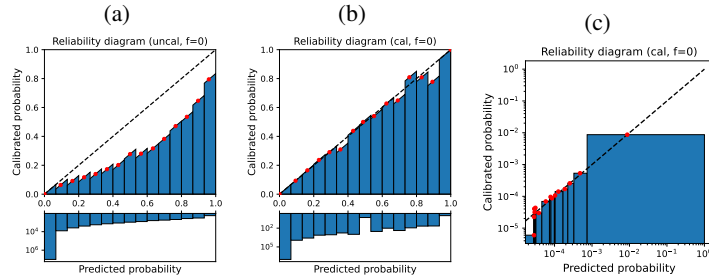 (a)
Reliability diagram (uncal, f=0)
Calibrated probability
1.0
0.8
0.6
0.4
0.2
0.0
0.0 0.2 0.4 0.6 0.8 1.0
10⁴
10⁶
Predicted probability
(b)
Reliability diagram (cal, f=0)
Calibrated probability
1.0
0.8
0.6
0.4
0.2
0.0
0.0 0.2 0.4 0.6 0.8 1.0
10²
10⁵
Predicted probability
(c)
Reliability diagram (cal, f=0)
Calibrated probability
10⁰
10⁻¹
10⁻²
10⁻³
10⁻⁴
10⁻⁵
10⁻⁴ 10⁻³ 10⁻² 10⁻¹ 10⁰
Predicted probability